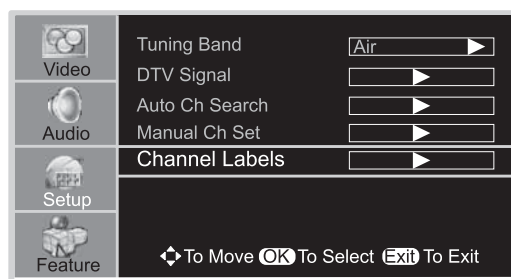 Video
Audio
Setup
Feature
Tuning Band Air
DTV Signal
Auto Ch Search
Manual Ch Set
Channel Labels
To Move OK To Select Exit To Exit